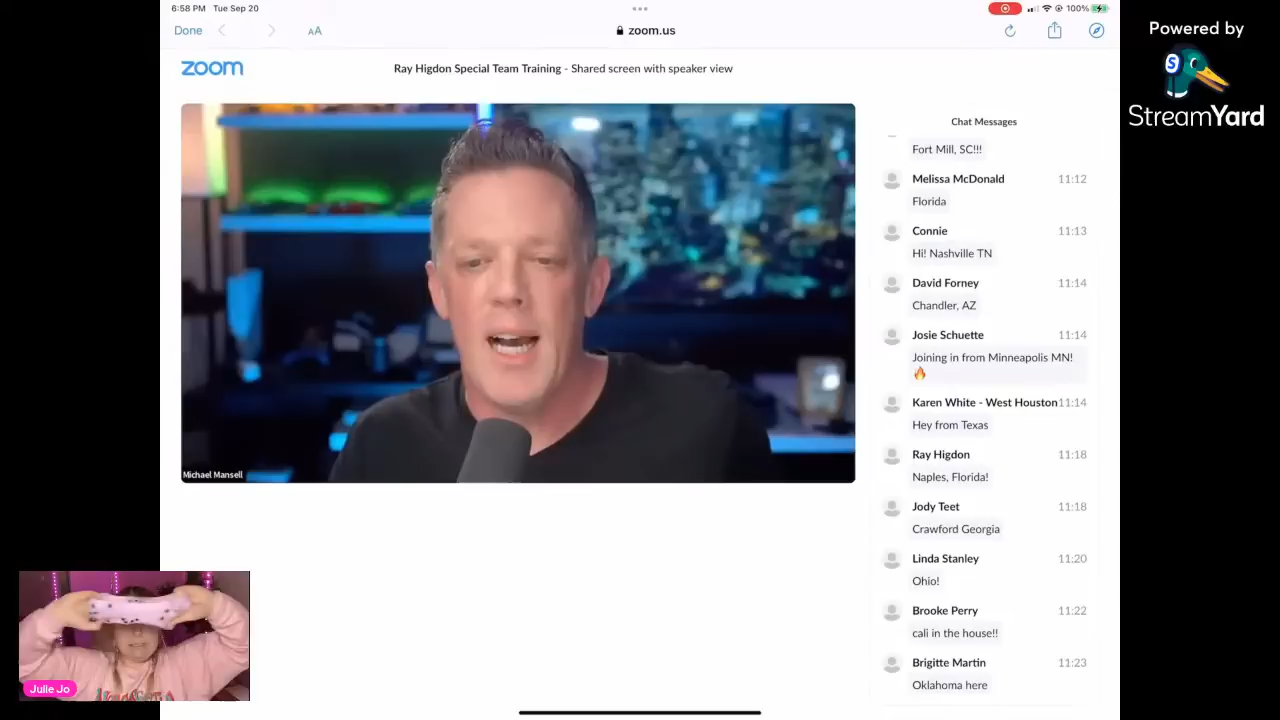 6:58 PM Tue Sep 20
100%
Done
AA
zoom.us
zoom
Ray Higdon Special Team Training - Shared screen with speaker view
Michael Mansell
Chat Messages
Fort Mill, SC!!!
Melissa McDonald 11:12
Florida
Connie 11:13
Hi! Nashville TN
David Forney 11:14
Chandler, AZ
Josie Schuette 11:14
Joining in from Minneapolis MN!
🔥
Karen White - West Houston 11:14
Hey from Texas
Ray Higdon 11:18
Naples, Florida!
Jody Teet 11:18
Crawford Georgia
Linda Stanley 11:20
Ohio!
Brooke Perry 11:22
cali in the house!!
Brigitte Martin 11:23
Oklahoma here
Julie Jo
Powered by
S
StreamYard